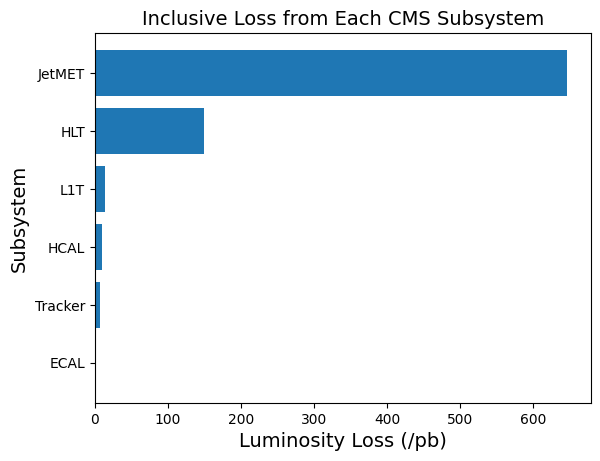 Inclusive Loss from Each CMS Subsystem
Subsystem
JetMET
HLT
L1T
HCAL
Tracker
ECAL
0 100 200 300 400 500 600
Luminosity Loss (/pb)